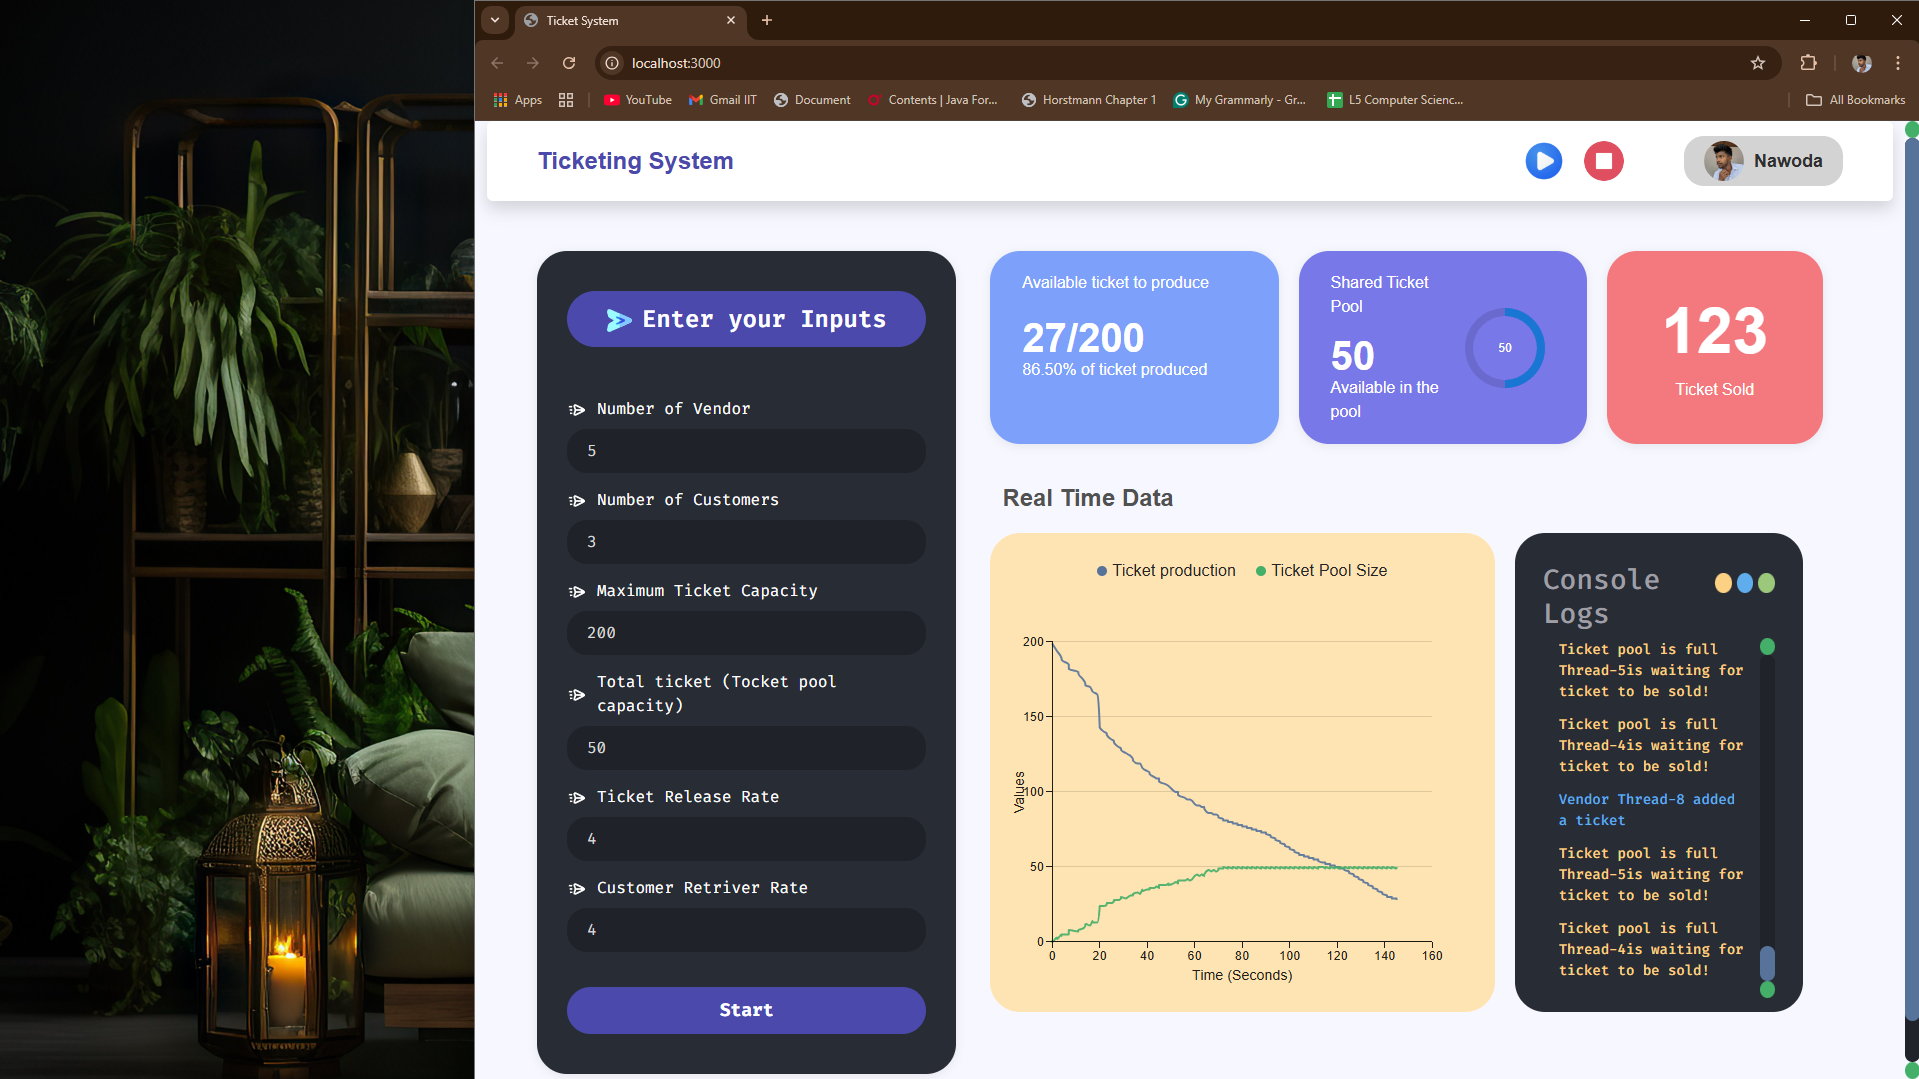 Ticket System
localhost:3000
Apps
YouTube
Gmail IIT
Document
Contents | Java For...
Horstmann Chapter 1
My Grammarly - Gr...
L5 Computer Scienc...
All Bookmarks
Ticketing System
Nawoda
Enter your Inputs
Number of Vendor
5
Number of Customers
3
Maximum Ticket Capacity
200
Total ticket (Tocket pool
capacity)
50
Ticket Release Rate
4
Customer Retriver Rate
4
Start
Available ticket to produce
27/200
86.50% of ticket produced
Shared Ticket
Pool
50
Available in the
pool
50
123
Ticket Sold
Real Time Data
Ticket production
Ticket Pool Size
200
150
100
50
0
Values
0 20 40 60 80 100 120 140 160
Time (Seconds)
Console
Logs
Ticket pool is full
Thread-5is waiting for
ticket to be sold!
Ticket pool is full
Thread-4is waiting for
ticket to be sold!
Vendor Thread-8 added
a ticket
Ticket pool is full
Thread-5is waiting for
ticket to be sold!
Ticket pool is full
Thread-4is waiting for
ticket to be sold!